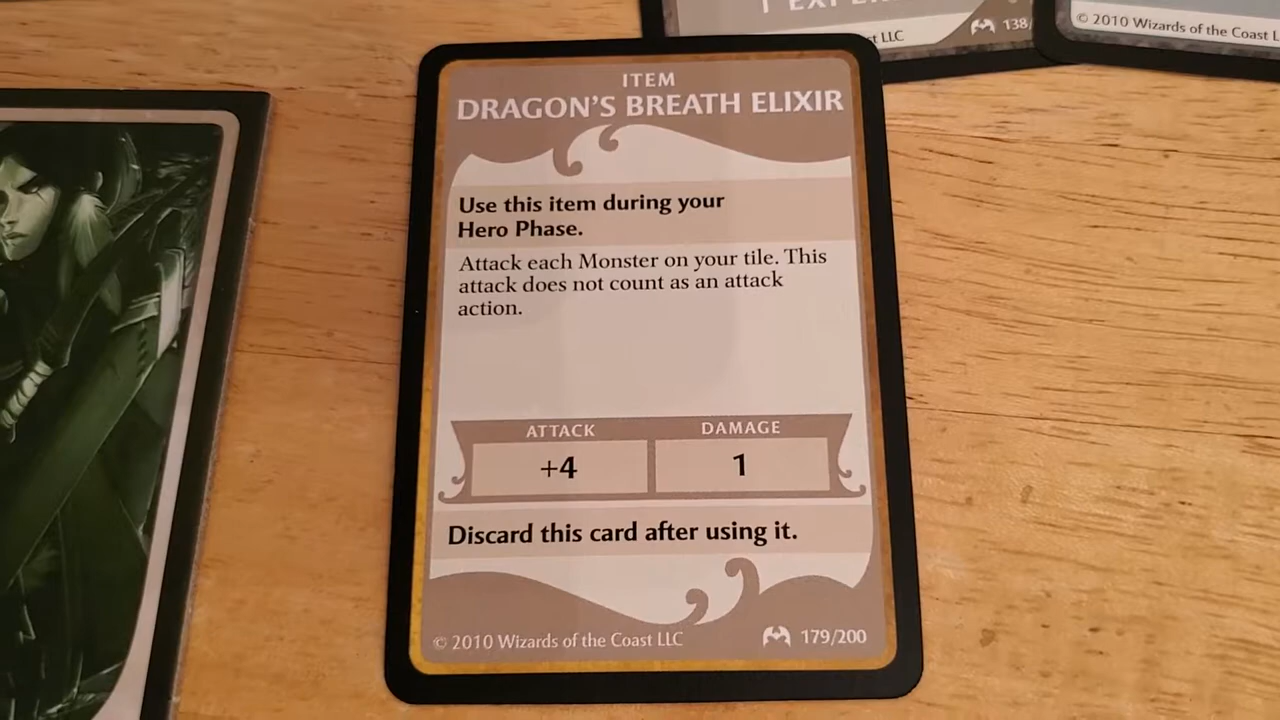 st LLC
138/
© 2010 Wizards of the Coast L
ITEM
DRAGON'S BREATH ELIXIR
Use this item during your
Hero Phase.
Attack each Monster on your tile. This
attack does not count as an attack
action.
ATTACK
DAMAGE
+4
1
Discard this card after using it.
© 2010 Wizards of the Coast LLC
179/200